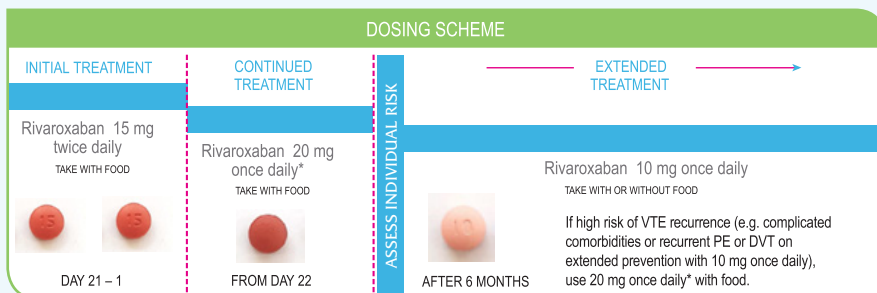 DOSING SCHEME
INITIAL TREATMENT
Rivaroxaban 15 mg
twice daily
TAKE WITH FOOD
15
15
DAY 21 – 1
CONTINUED
TREATMENT
Rivaroxaban 20 mg
once daily*
TAKE WITH FOOD
FROM DAY 22
ASSESS INDIVIDUAL RISK
EXTENDED
TREATMENT
Rivaroxaban 10 mg once daily
TAKE WITH OR WITHOUT FOOD
10
AFTER 6 MONTHS
If high risk of VTE recurrence (e.g. complicated
comorbidities or recurrent PE or DVT on
extended prevention with 10 mg once daily),
use 20 mg once daily* with food.